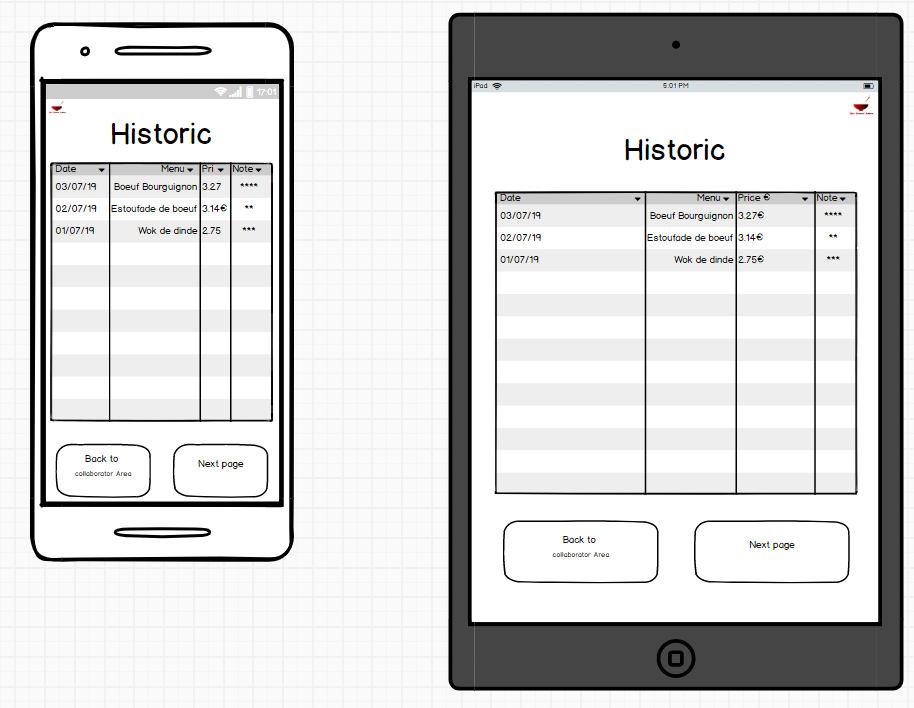 17:01
Historic
Date Menu Pri Note
03/07/19 Boeuf Bourguignon 3.27 ****
02/07/19 Estoufade de boeuf 3.14€ **
01/07/19 Wok de dinde 2.75 ***
Back to
collaborator Area
Next page
iPad 5:01 PM
Historic
Date Menu Price € Note
03/07/19 Boeuf Bourguignon 3.27€ ****
02/07/19 Estoufade de boeuf 3.14€ **
01/07/19 Wok de dinde 2.75€ ***
Back to
collaborator Area
Next page